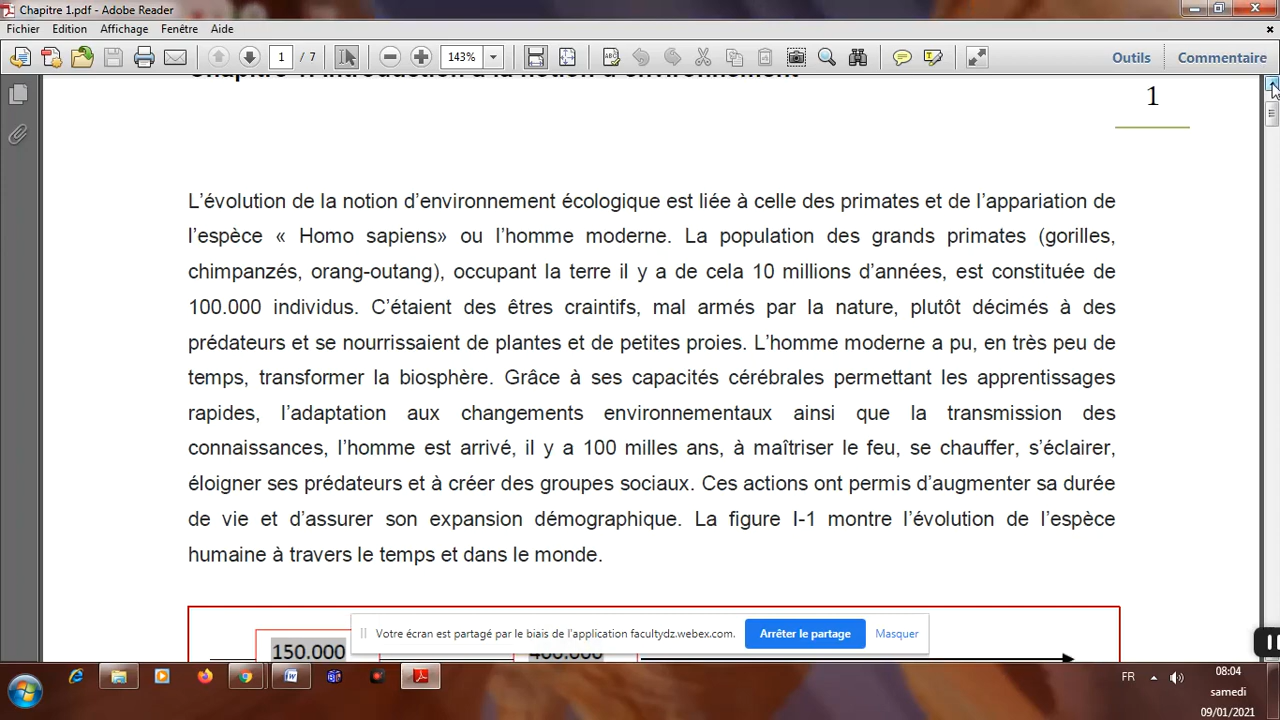 Chapitre 1.pdf - Adobe Reader
Fichier Edition Affichage Fenêtre Aide
1 / 7 143% Outils Commentaire
1
L'évolution de la notion d'environnement écologique est liée à celle des primates et de l'appariation de
l'espèce « Homo sapiens» ou l'homme moderne. La population des grands primates (gorilles,
chimpanzés, orang-outang), occupant la terre il y a de cela 10 millions d'années, est constituée de
100.000 individus. C'étaient des êtres craintifs, mal armés par la nature, plutôt décimés à des
prédateurs et se nourrissaient de plantes et de petites proies. L'homme moderne a pu, en très peu de
temps, transformer la biosphère. Grâce à ses capacités cérébrales permettant les apprentissages
rapides, l'adaptation aux changements environnementaux ainsi que la transmission des
connaissances, l'homme est arrivé, il y a 100 milles ans, à maîtriser le feu, se chauffer, s'éclairer,
éloigner ses prédateurs et à créer des groupes sociaux. Ces actions ont permis d'augmenter sa durée
de vie et d'assurer son expansion démographique. La figure I-1 montre l'évolution de l'espèce
humaine à travers le temps et dans le monde.
Votre écran est partagé par le biais de l'application facultydz.webex.com. Arrêter le partage Masquer
150.000
FR 08:04
samedi
09/01/2021